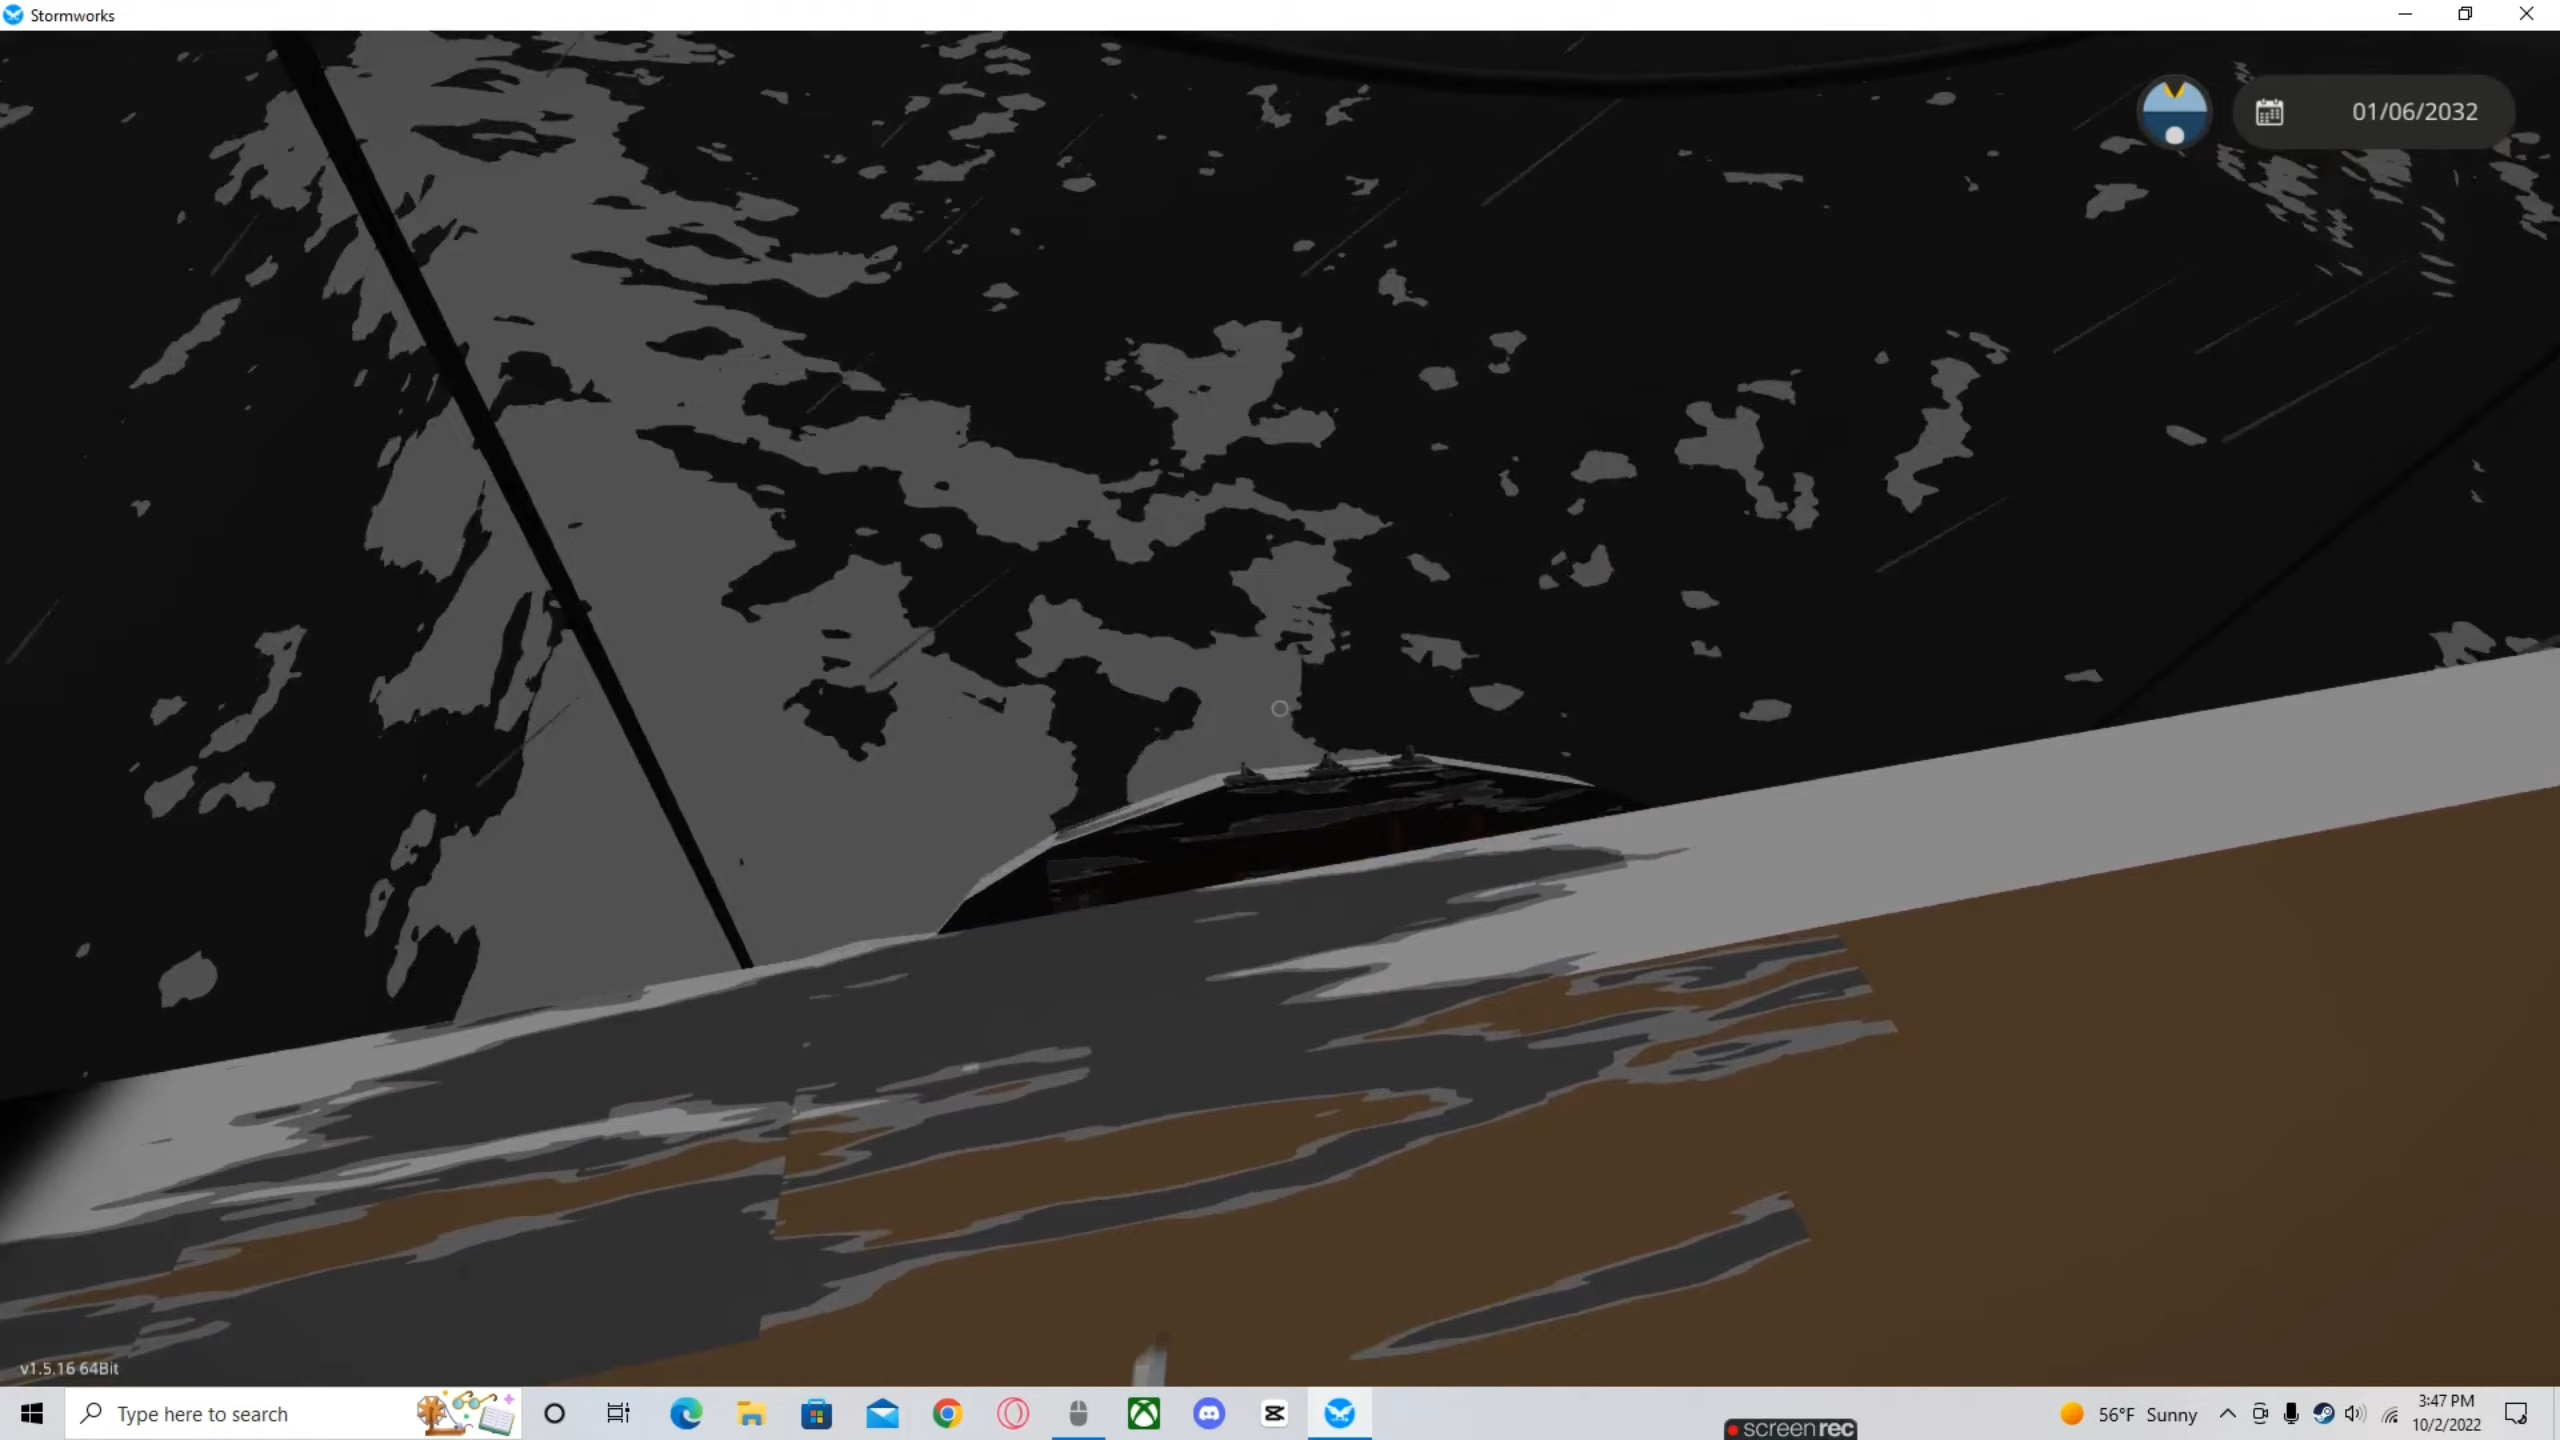 Stormworks
01/06/2032
v1.5.16 64Bit
Type here to search
screenrec
56°F Sunny
3:47 PM
10/2/2022